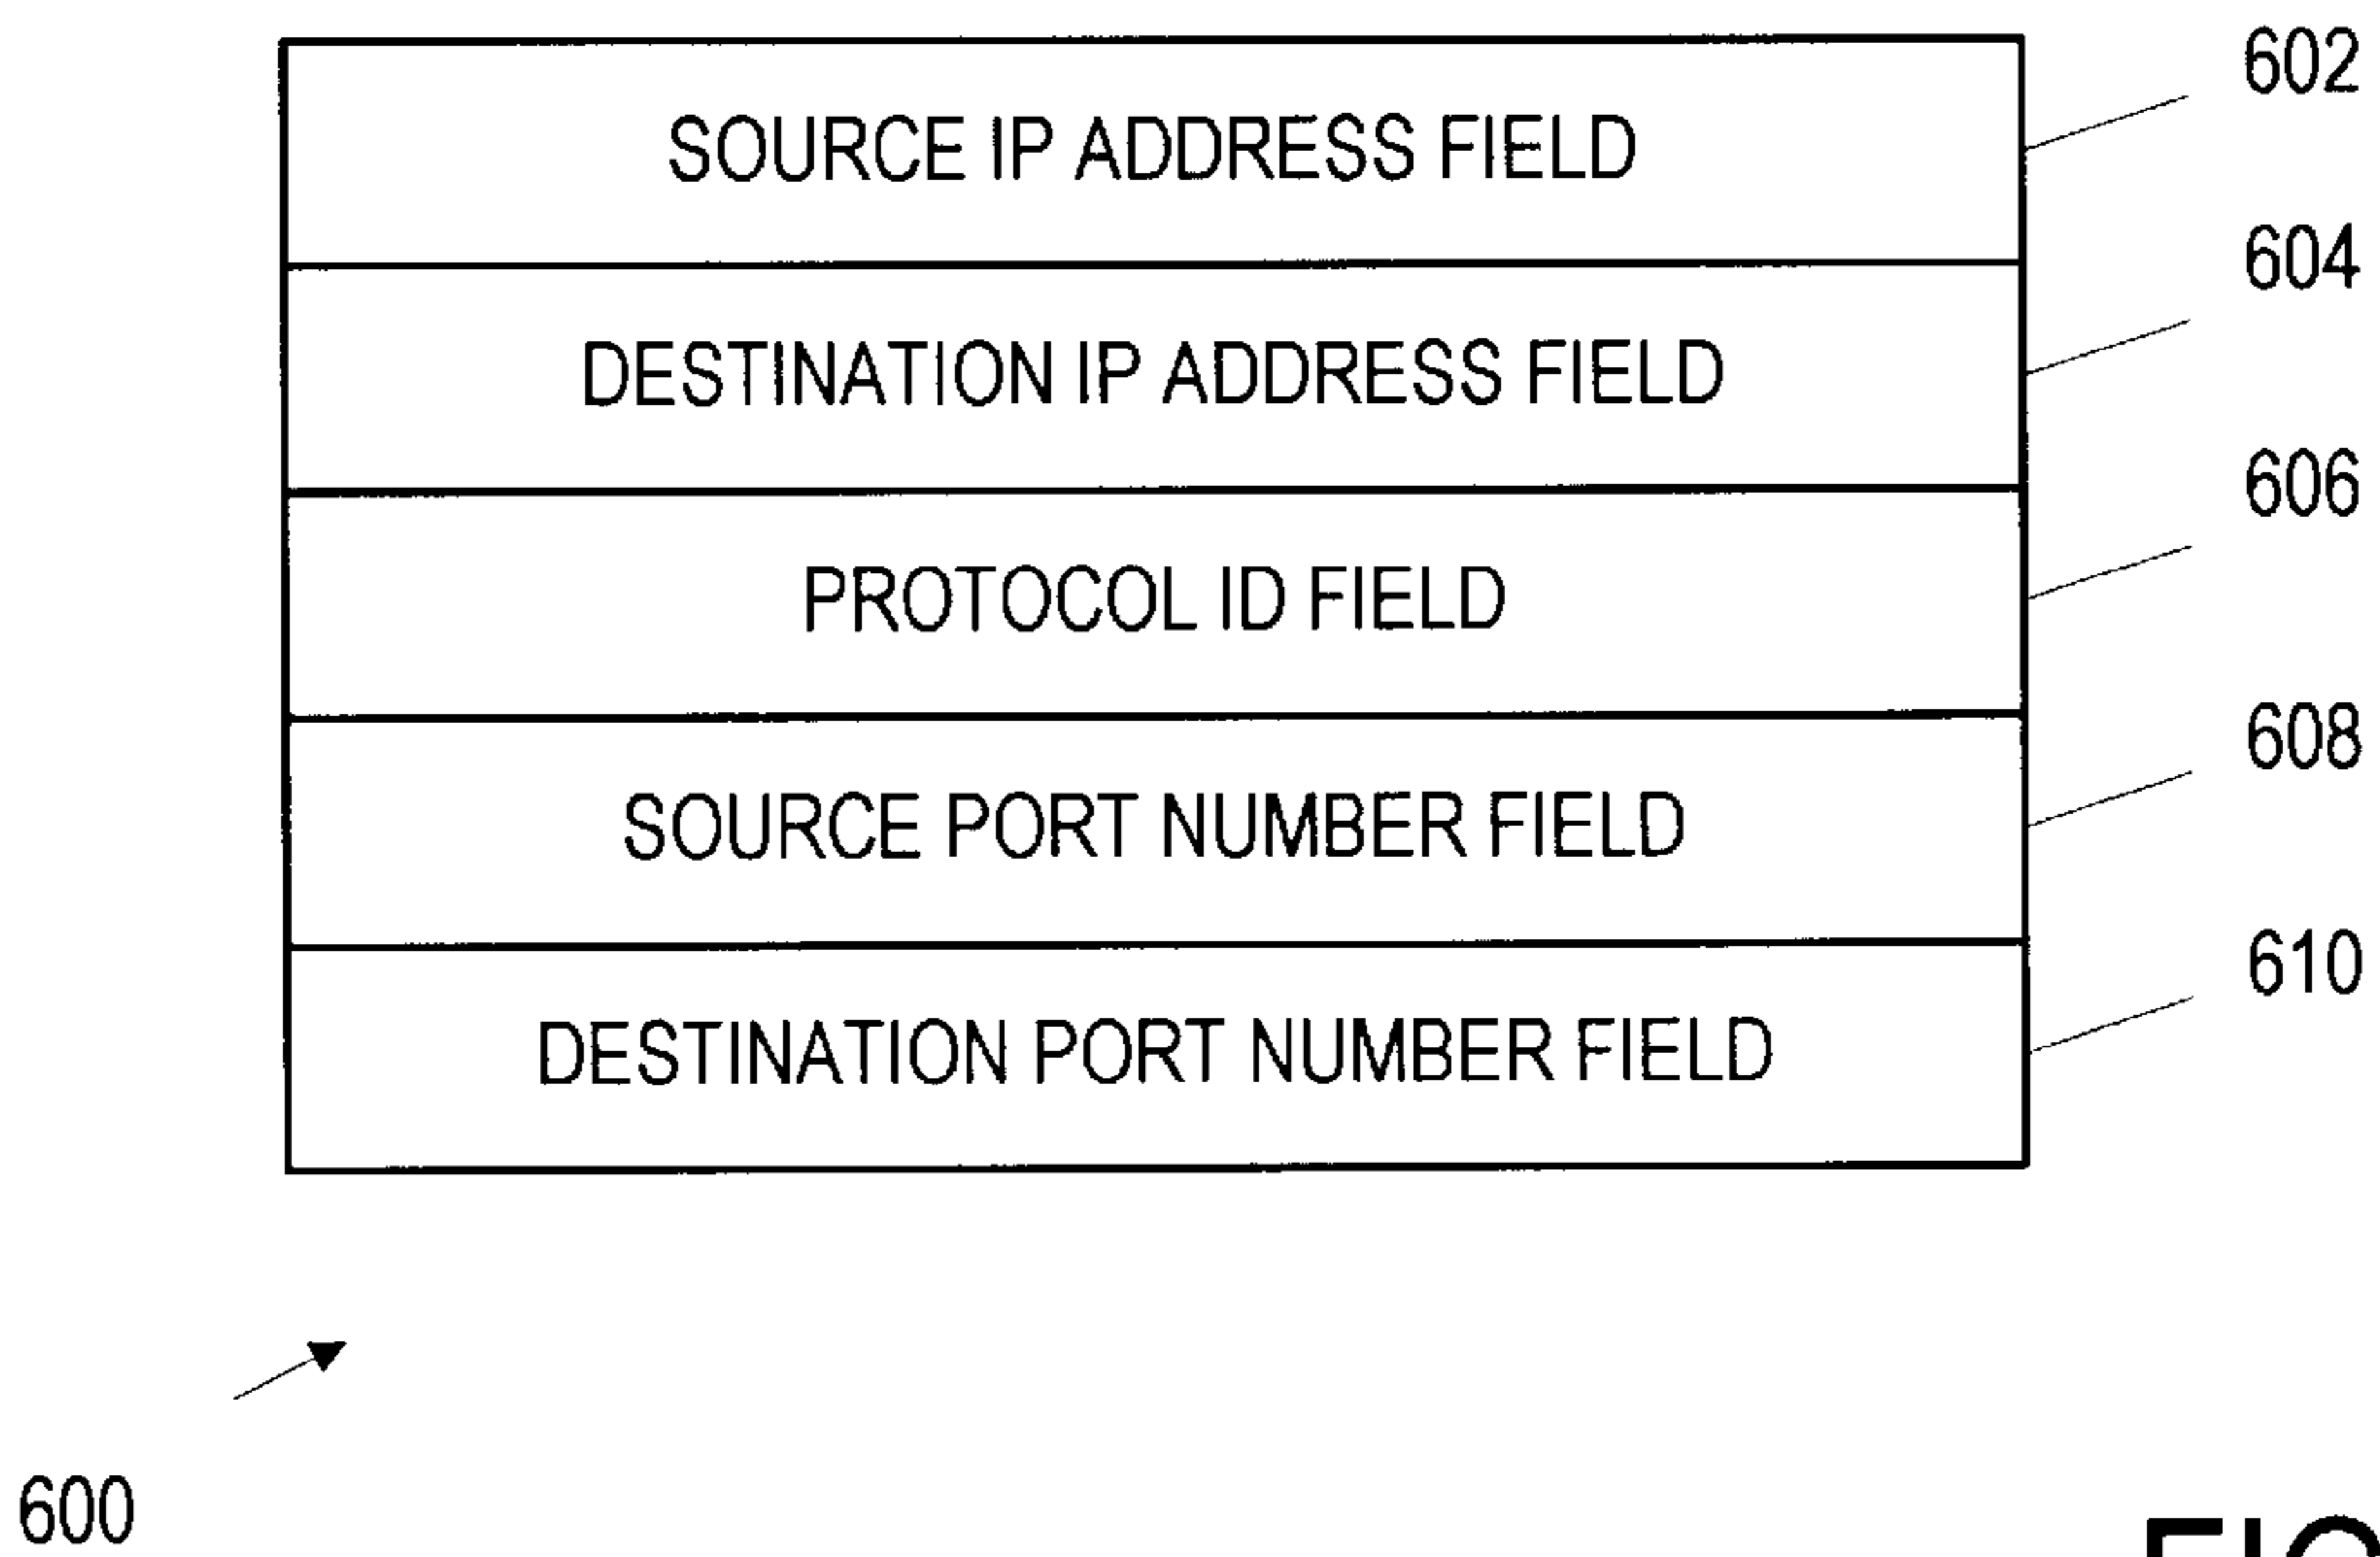 602
SOURCE IP ADDRESS FIELD
604
DESTINATION IP ADDRESS FIELD
606
PROTOCOL ID FIELD
608
SOURCE PORT NUMBER FIELD
610
DESTINATION PORT NUMBER FIELD
600